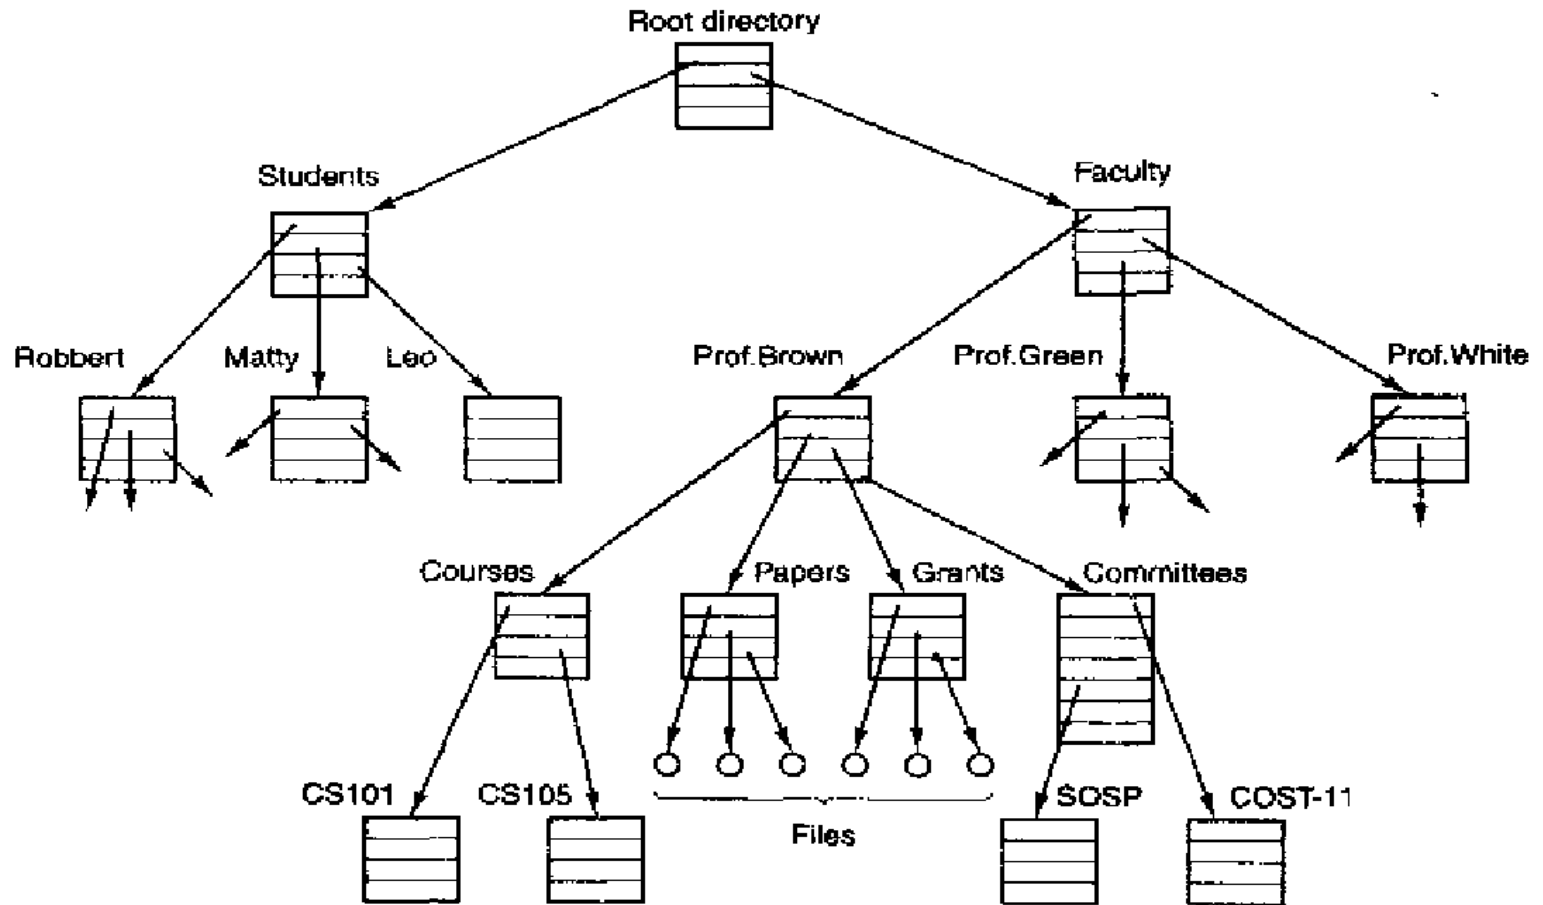 Root directory
Students
Faculty
Robbert
Matty
Leo
Prof.Brown
Prof.Green
Prof.White
Courses
Papers
Grants
Committees
CS101
CS105
SOSP
COST-11
Files